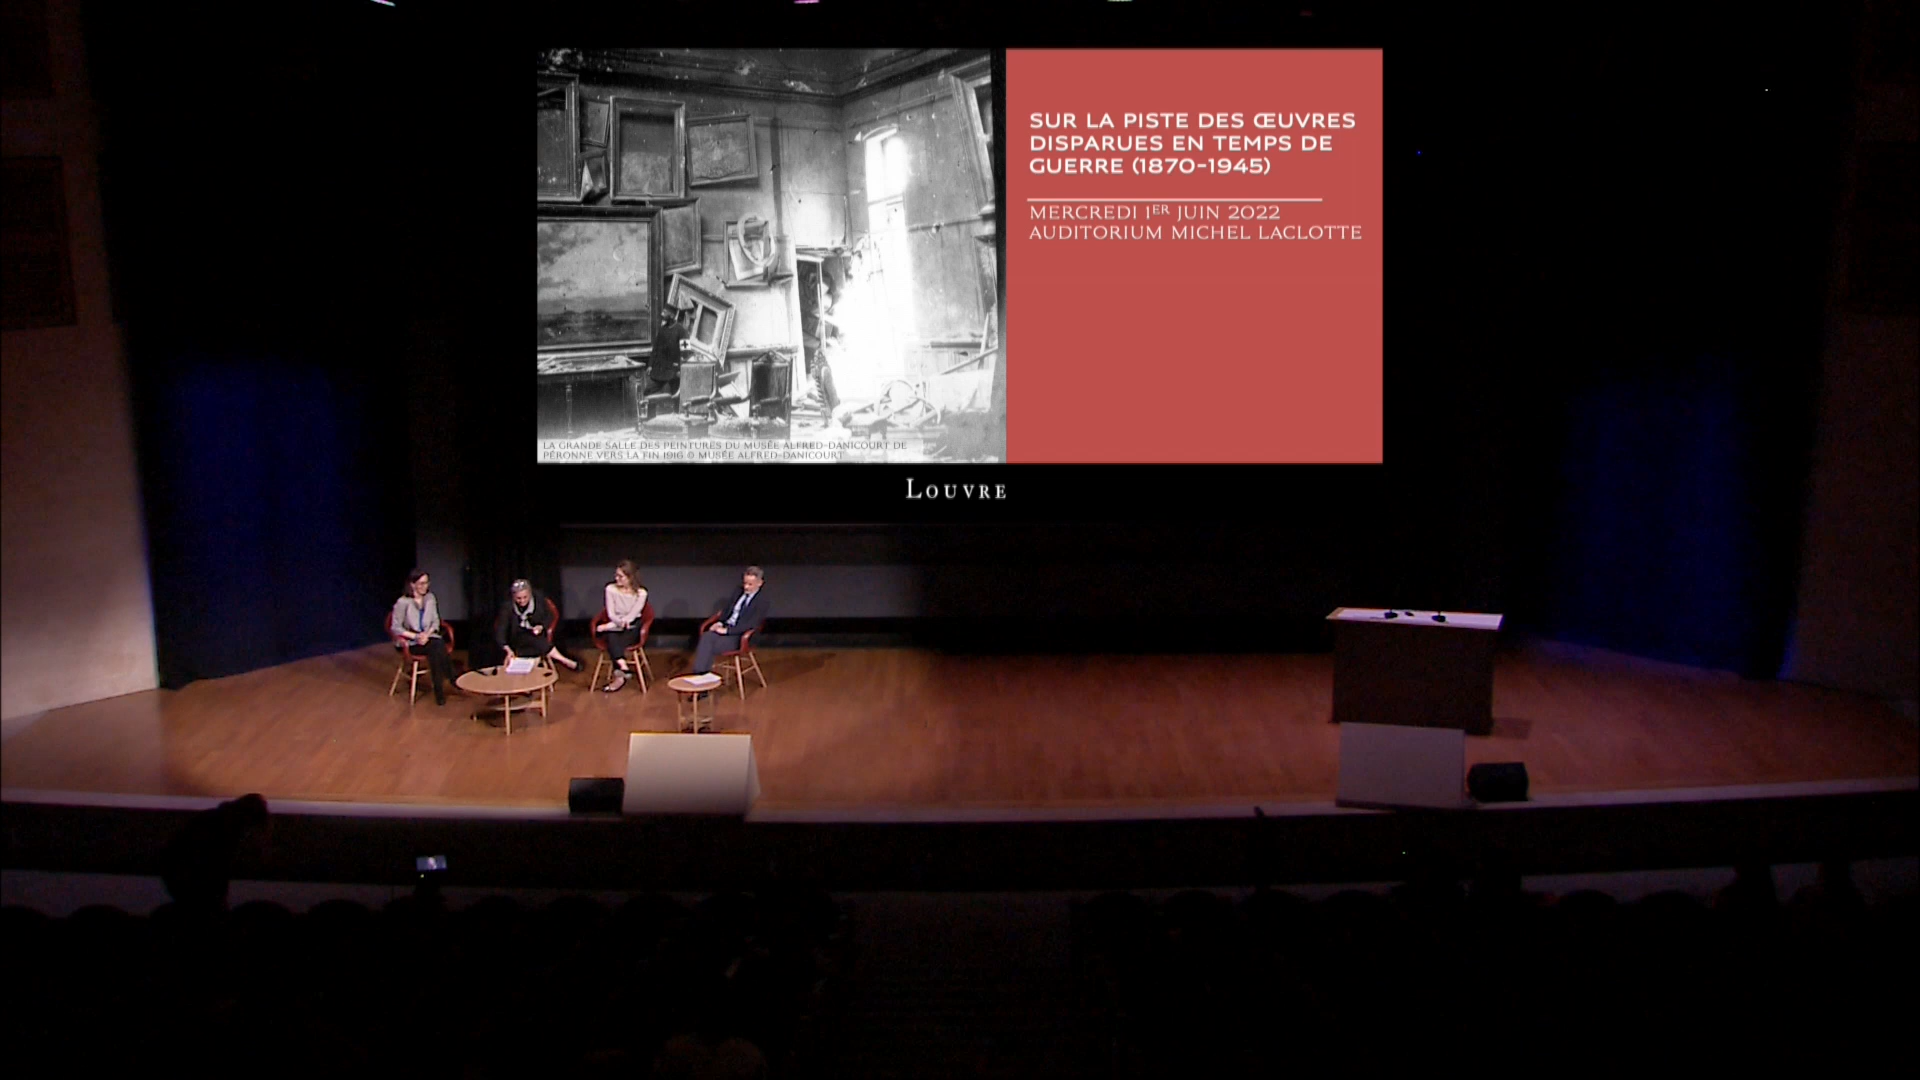 SUR LA PISTE DES ŒUVRES
DISPARUES EN TEMPS DE
GUERRE (1870-1945)
MERCREDI 1ER JUIN 2022
AUDITORIUM MICHEL LACLOTTE
LA GRANDE SALLE DES PEINTURES DU MUSÉE ALFRED-DANICOURT DE
PÉRONNE VERS LA FIN 1916 © MUSÉE ALFRED-DANICOURT
LOUVRE